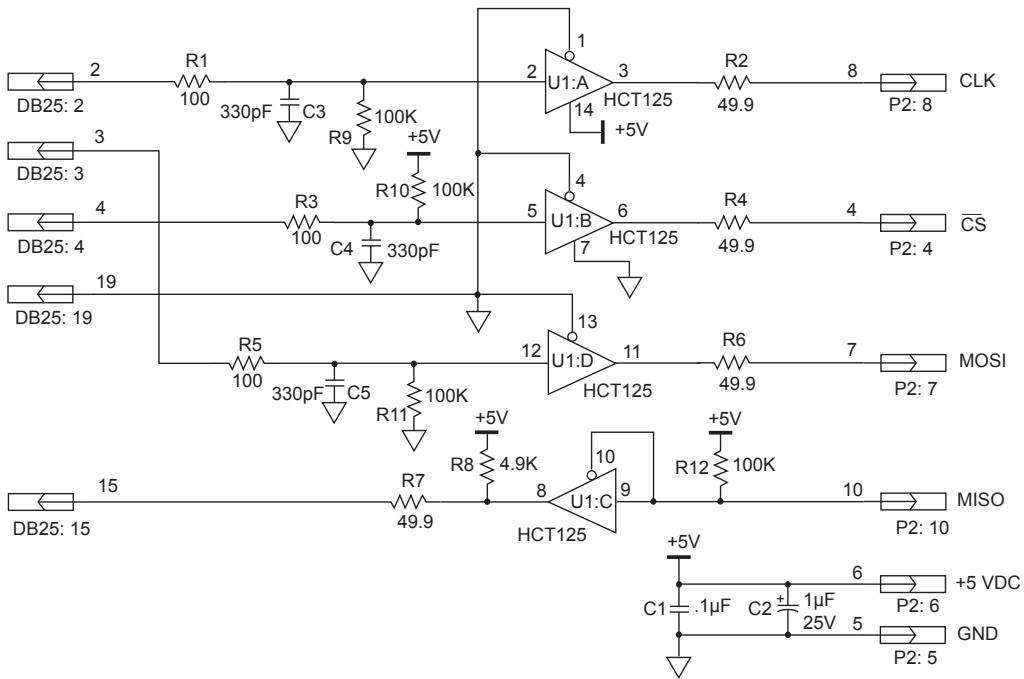 1
R1
R2
2
2
3
8
CLK
U1:A
DB25: 2
100
330pF
C3
14
HCT125
49.9
P2: 8
100K
R9
+5V
+5V
3
DB25: 3
R10
100K
4
4
R3
5
U1:B
6
R4
4
CS
DB25: 4
100
C4
330pF
7
HCT125
49.9
P2: 4
19
DB25: 19
13
R5
12
U1:D
11
R6
7
MOSI
100
330pF
C5
HCT125
49.9
P2: 7
100K
R11
+5V
+5V
R8
4.9K
10
R12
100K
15
R7
8
U1:C
9
10
MISO
DB25: 15
49.9
HCT125
P2: 10
+5V
6
+5 VDC
C1
.1µF
C2
+
1µF
25V
P2: 6
5
GND
P2: 5